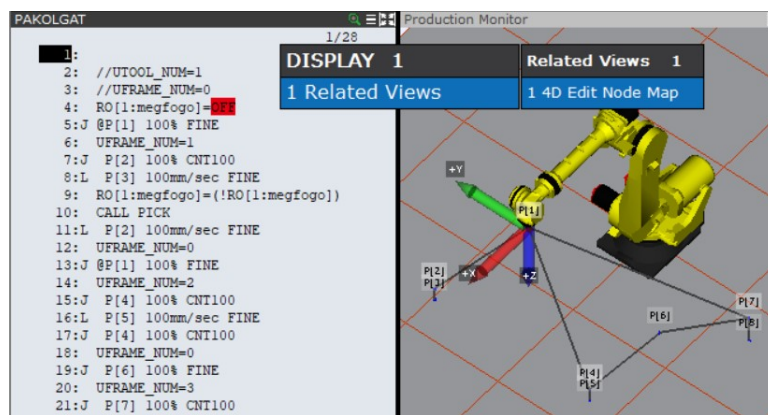 PAKOLGAT
1/28
1:
2: //UTOOL_NUM=1
3: //UFRAME_NUM=0
4: RO[1:megfogo]=OFF
5:J @P[1] 100% FINE
6: UFRAME_NUM=1
7:J P[2] 100% CNT100
8:L P[3] 100mm/sec FINE
9: RO[1:megfogo]=(!RO[1:megfogo])
10: CALL PICK
11:L P[2] 100mm/sec FINE
12: UFRAME_NUM=0
13:J @P[1] 100% FINE
14: UFRAME_NUM=2
15:J P[4] 100% CNT100
16:L P[5] 100mm/sec FINE
17:J P[4] 100% CNT100
18: UFRAME_NUM=0
19:J P[6] 100% FINE
20: UFRAME_NUM=3
21:J P[7] 100% CNT100
DISPLAY 1
1 Related Views
Related Views 1
1 4D Edit Node Map
Production Monitor
+Y
P[1]
+X
+Z
P[2]
P[3]
P[7]
P[8]
P[6]
P[4]
P[5]